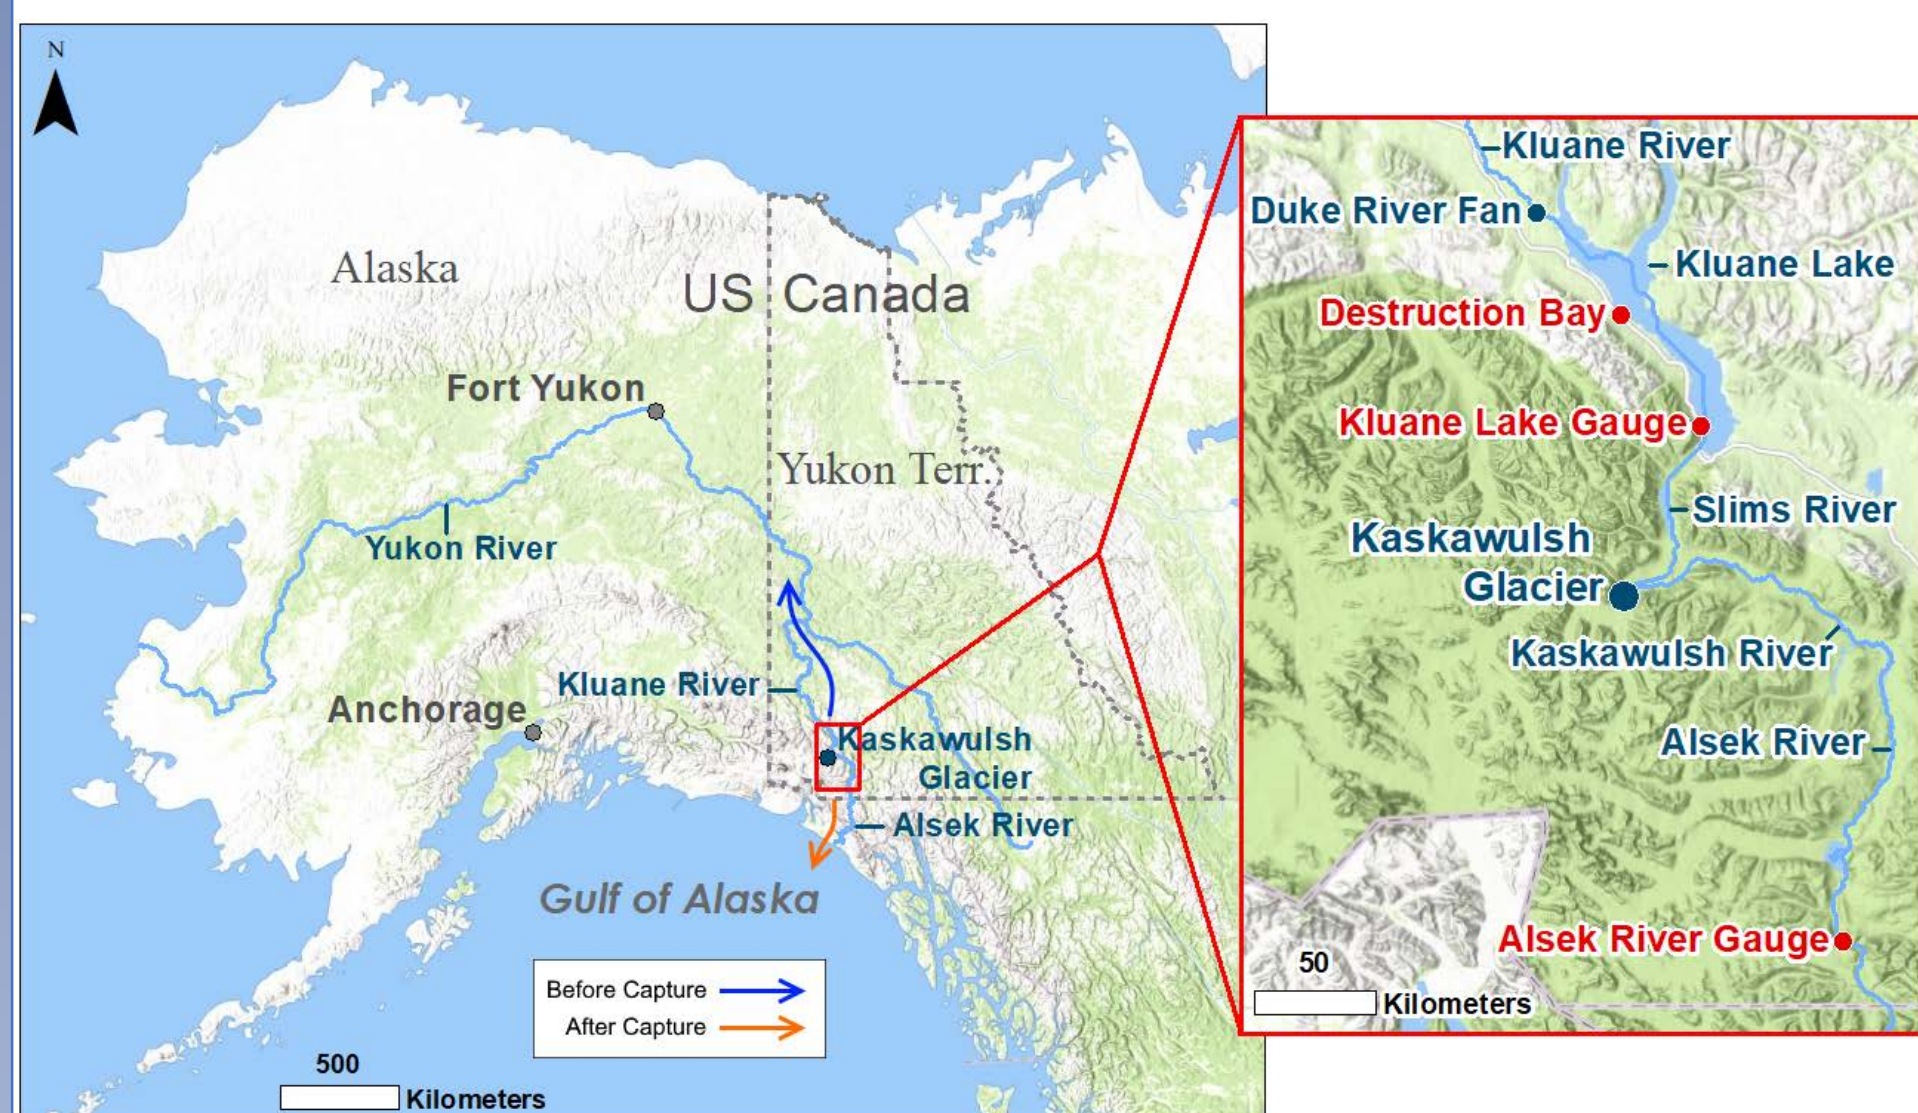 N
Alaska
US
Canada
Fort Yukon
Yukon Terr.
Yukon River
Kluane River
Anchorage
Kaskawulsh
Glacier
Alsek River
Gulf of Alaska
Before Capture
After Capture
500
Kilometers
Kluane River
Duke River Fan
Kluane Lake
Destruction Bay
Kluane Lake Gauge
Slims River
Kaskawulsh
Glacier
Kaskawulsh River
Alsek River
Alsek River Gauge
50
Kilometers